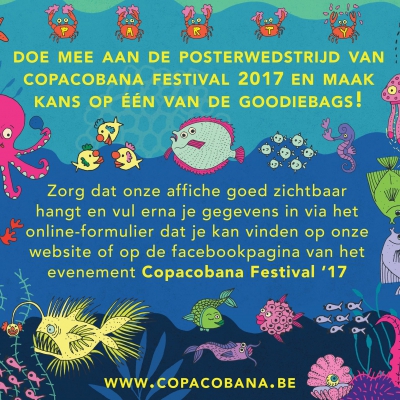 PARTY
DOE MEE AAN DE POSTERWEDSTRIJD VAN
COPACOBANA FESTIVAL 2017 EN MAAK
KANS OP ÉÉN VAN DE GOODIEBAGS!
Zorg dat onze affiche goed zichtbaar
hangt en vul erna je gegevens in via het
online-formulier dat je kan vinden op onze
website of op de facebookpagina van het
evenement Copacobana Festival ‘17
WWW.COPACOBANA.BE